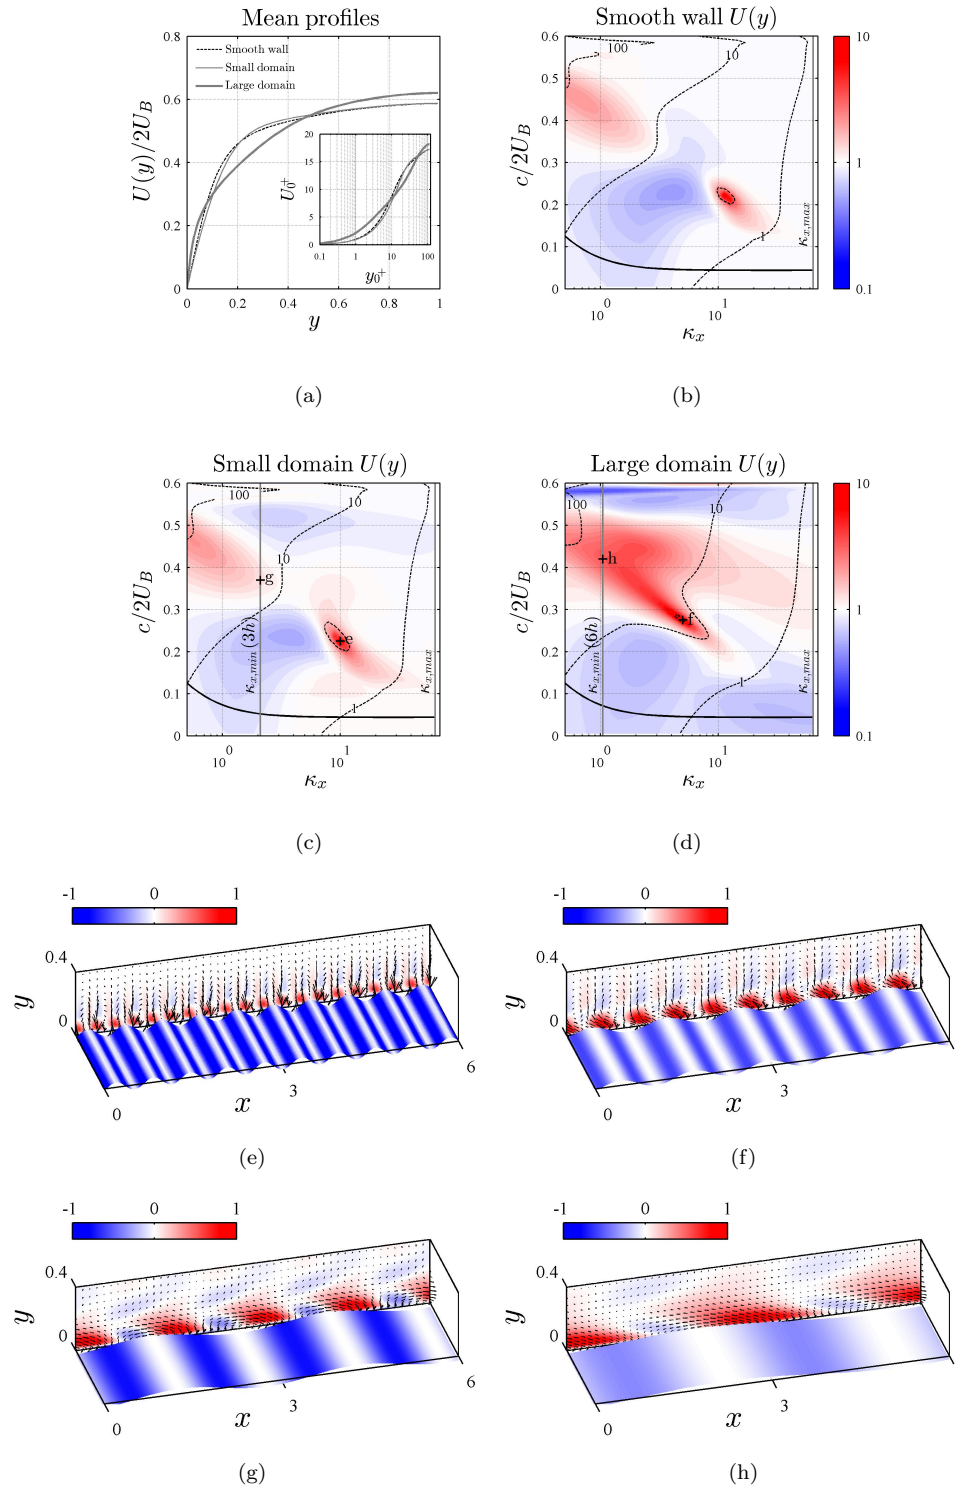 Mean profiles
Smooth wall U(y)
U(y)/2U_B
0.8
0.6
0.4
0.2
0
Smooth wall
Small domain
Large domain
U_0^+
20
15
10
5
0
0.1 1 10 100
y_0^+
0 0.2 0.4 0.6 0.8 1
y
c/2U_B
0.6
0.5
0.4
0.3
0.2
0.1
0
100
10
1
κ_{x,max}
10^0 10^1
κ_x
10
1
0.1
(a)
(b)
Small domain U(y)
Large domain U(y)
c/2U_B
0.6
0.5
0.4
0.3
0.2
0.1
0
100
10
10
g
e
1
κ_{x,min} (3h)
κ_{x,max}
10^0 10^1
κ_x
c/2U_B
0.6
0.5
0.4
0.3
0.2
0.1
0
100
10
h
f
1
κ_{x,min} (6h)
κ_{x,max}
10^0 10^1
κ_x
10
1
0.1
(c)
(d)
-1 0 1
0.4
y
0
0 3 6
x
-1 0 1
0.4
y
0
0 3
x
(e)
(f)
-1 0 1
0.4
y
0
0 3 6
x
-1 0 1
0.4
y
0
0 3
x
(g)
(h)